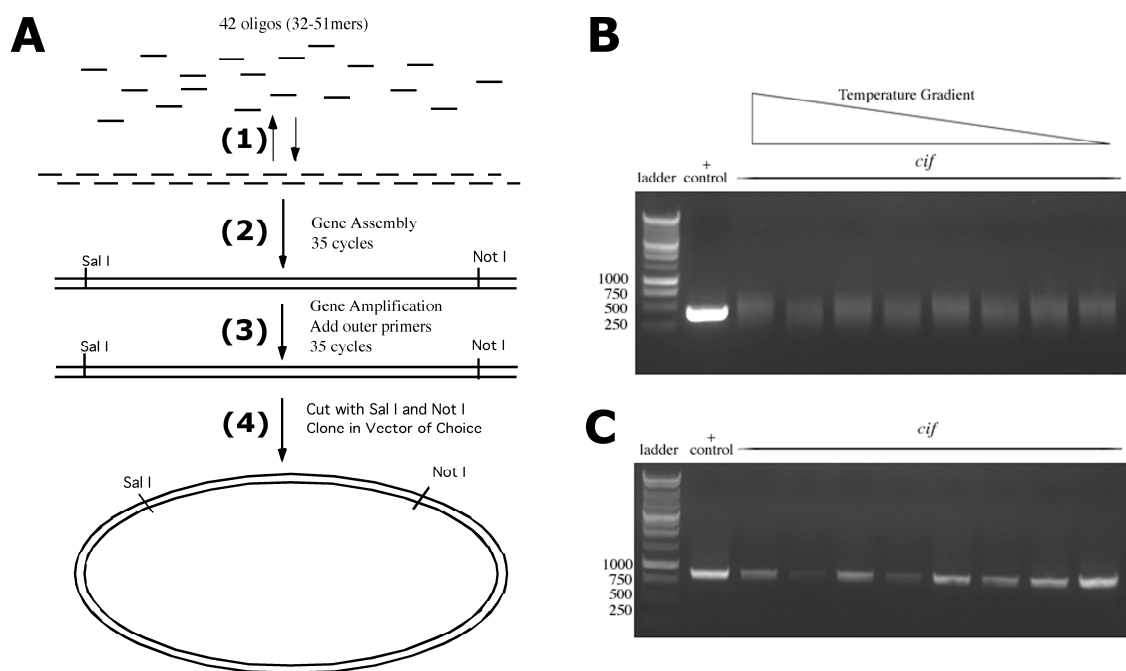 A
42 oligos (32-51mers)
(1)
(2)
Gene Assembly
35 cycles
Sal I
Not I
(3)
Gene Amplification
Add outer primers
35 cycles
Sal I
Not I
(4)
Cut with Sal I and Not I
Clone in Vector of Choice
Sal I
Not I
B
Temperature Gradient
cif
ladder
+
control
1000
750
500
250
C
cif
ladder
+
control
1000
750
500
250